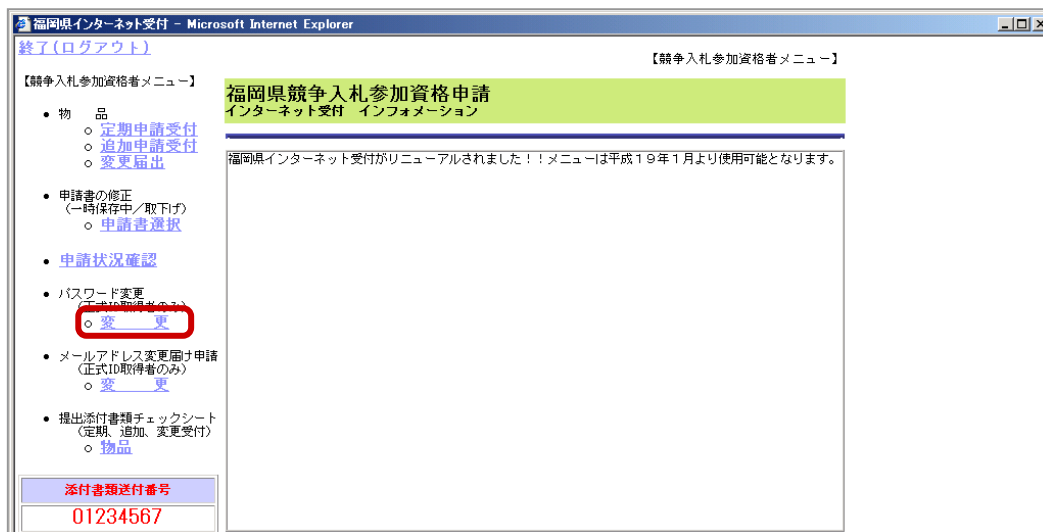 福岡県インターネット受付 - Microsoft Internet Explorer
終了(ログアウト)
【競争入札参加資格者メニュー】
【競争入札参加資格者メニュー】
・物　品
定期申請受付
追加申請受付
変更届出
・申請書の修正
（一時保存中／取下げ）
申請書選択
・申請状況確認
・パスワード変更
（正式ID取得者のみ）
変　　更
・メールアドレス変更届け申請
（正式ID取得者のみ）
変　　更
・提出添付書類チェックシート
（定期、追加、変更受付）
物品
添付書類送付番号
01234567
福岡県競争入札参加資格申請
インターネット受付　インフォメーション
福岡県インターネット受付がリニューアルされました！！メニューは平成１９年１月より使用可能となります。